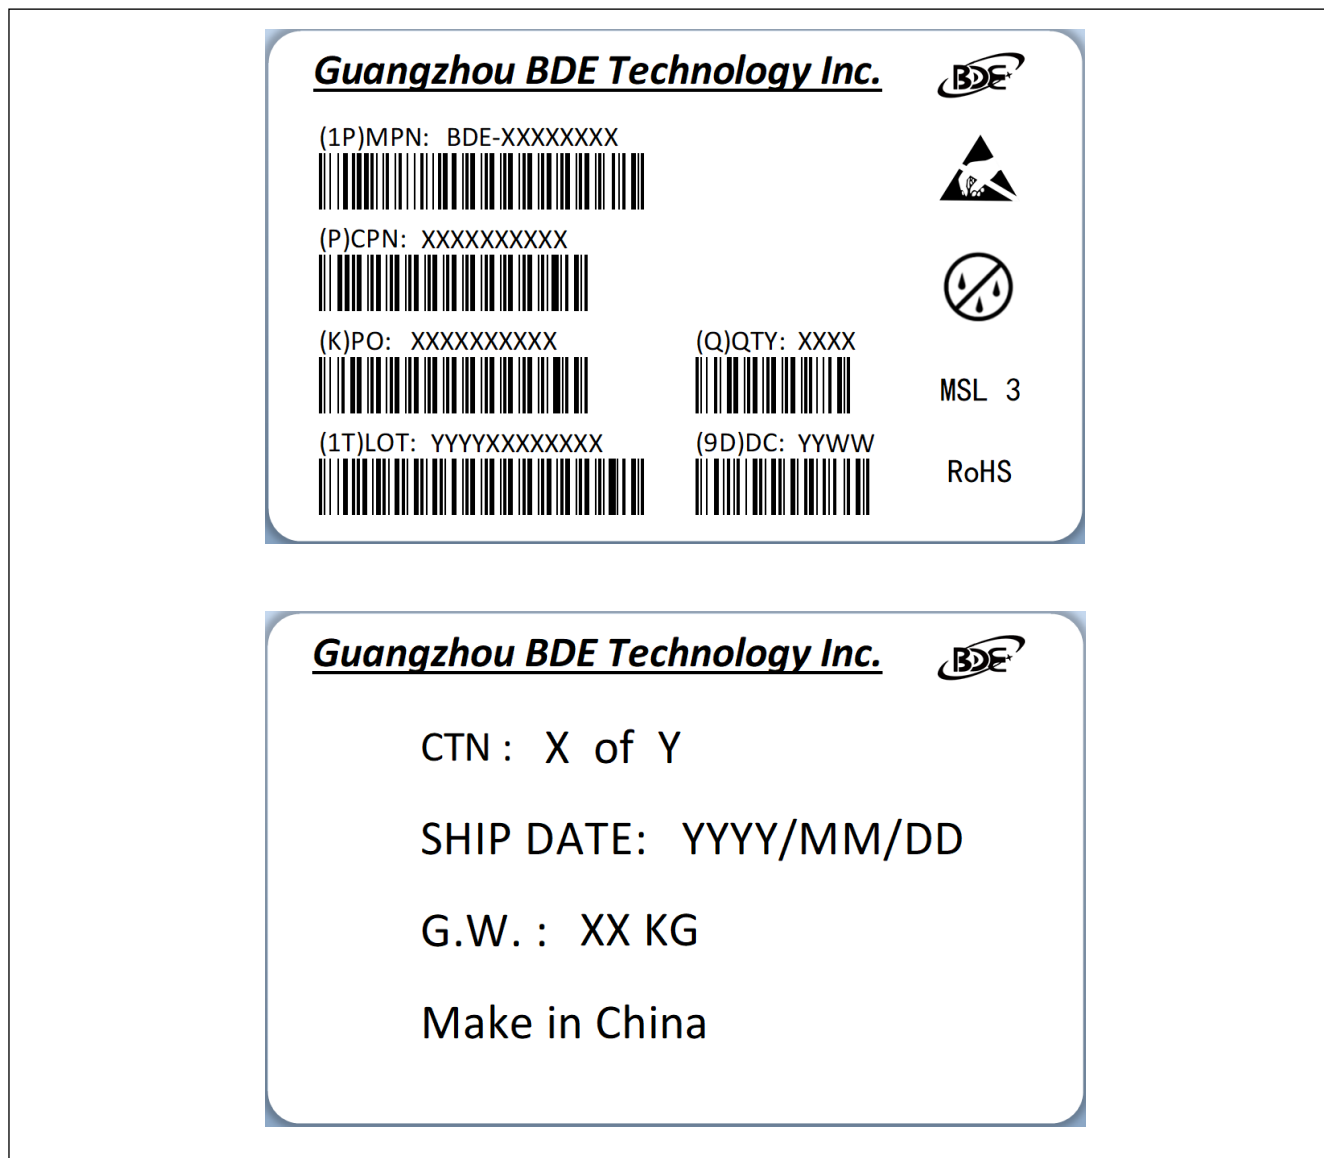 Guangzhou BDE Technology Inc.
BDE
(1P)MPN: BDE-XXXXXXXX
(P)CPN: XXXXXXXXXX
(K)PO: XXXXXXXXXX
(Q)QTY: XXXX
MSL 3
(1T)LOT: YYYYXXXXXXXX
(9D)DC: YYWW
RoHS
Guangzhou BDE Technology Inc.
BDE
CTN : X of Y
SHIP DATE: YYYY/MM/DD
G.W. : XX KG
Make in China